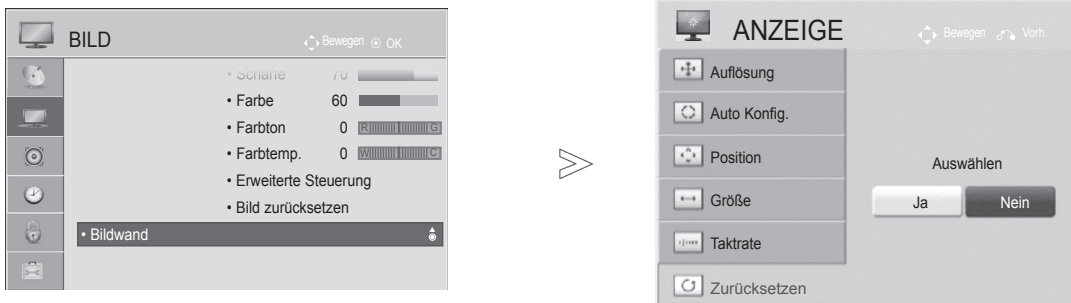 BILD
Bewegen OK
• Schärfe 70
• Farbe 60
• Farbton 0 R G
• Farbtemp. 0 W C
• Erweiterte Steuerung
• Bild zurücksetzen
• Bildwand
ANZEIGE
Bewegen Vorh.
Auflösung
Auto Konfig.
Position
Größe
Taktrate
Zurücksetzen
Auswählen
Ja Nein